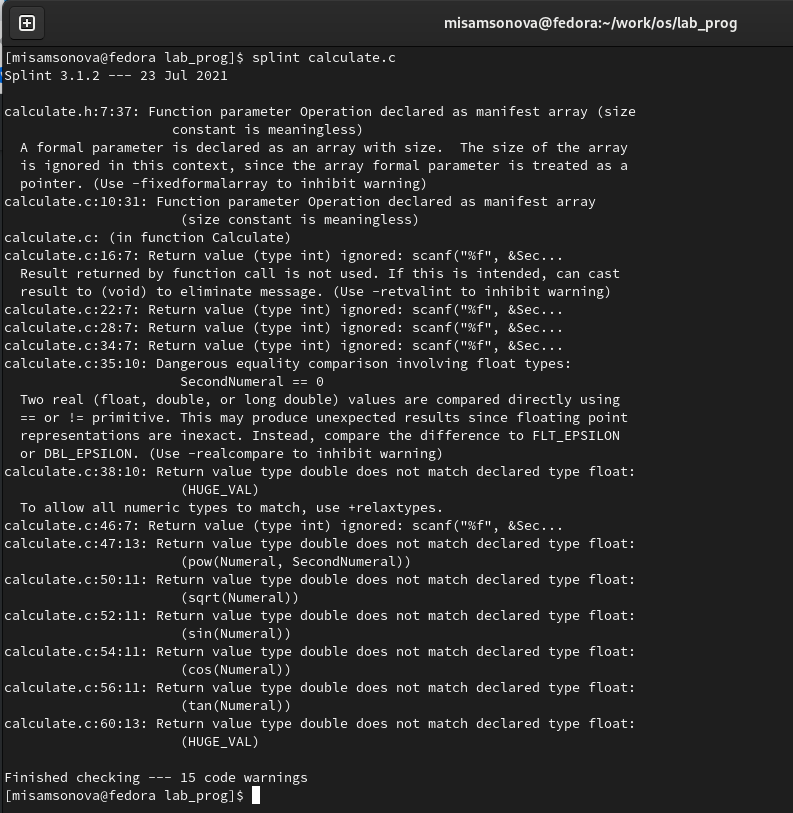 misamsonova@fedora:~/work/os/lab_prog
[misamsonova@fedora lab_prog]$ splint calculate.c
Splint 3.1.2 --- 23 Jul 2021
calculate.h:7:37: Function parameter Operation declared as manifest array (size
constant is meaningless)
A formal parameter is declared as an array with size.  The size of the array
is ignored in this context, since the array formal parameter is treated as a
pointer. (Use -fixedformalarray to inhibit warning)
calculate.c:10:31: Function parameter Operation declared as manifest array
(size constant is meaningless)
calculate.c: (in function Calculate)
calculate.c:16:7: Return value (type int) ignored: scanf("%f", &Sec...
Result returned by function call is not used. If this is intended, can cast
result to (void) to eliminate message. (Use -retvalint to inhibit warning)
calculate.c:22:7: Return value (type int) ignored: scanf("%f", &Sec...
calculate.c:28:7: Return value (type int) ignored: scanf("%f", &Sec...
calculate.c:34:7: Return value (type int) ignored: scanf("%f", &Sec...
calculate.c:35:10: Dangerous equality comparison involving float types:
SecondNumeral == 0
Two real (float, double, or long double) values are compared directly using
== or != primitive. This may produce unexpected results since floating point
representations are inexact. Instead, compare the difference to FLT_EPSILON
or DBL_EPSILON. (Use -realcompare to inhibit warning)
calculate.c:38:10: Return value type double does not match declared type float:
(HUGE_VAL)
To allow all numeric types to match, use +relaxtypes.
calculate.c:46:7: Return value (type int) ignored: scanf("%f", &Sec...
calculate.c:47:13: Return value type double does not match declared type float:
(pow(Numeral, SecondNumeral))
calculate.c:50:11: Return value type double does not match declared type float:
(sqrt(Numeral))
calculate.c:52:11: Return value type double does not match declared type float:
(sin(Numeral))
calculate.c:54:11: Return value type double does not match declared type float:
(cos(Numeral))
calculate.c:56:11: Return value type double does not match declared type float:
(tan(Numeral))
calculate.c:60:13: Return value type double does not match declared type float:
(HUGE_VAL)
Finished checking --- 15 code warnings
[misamsonova@fedora lab_prog]$